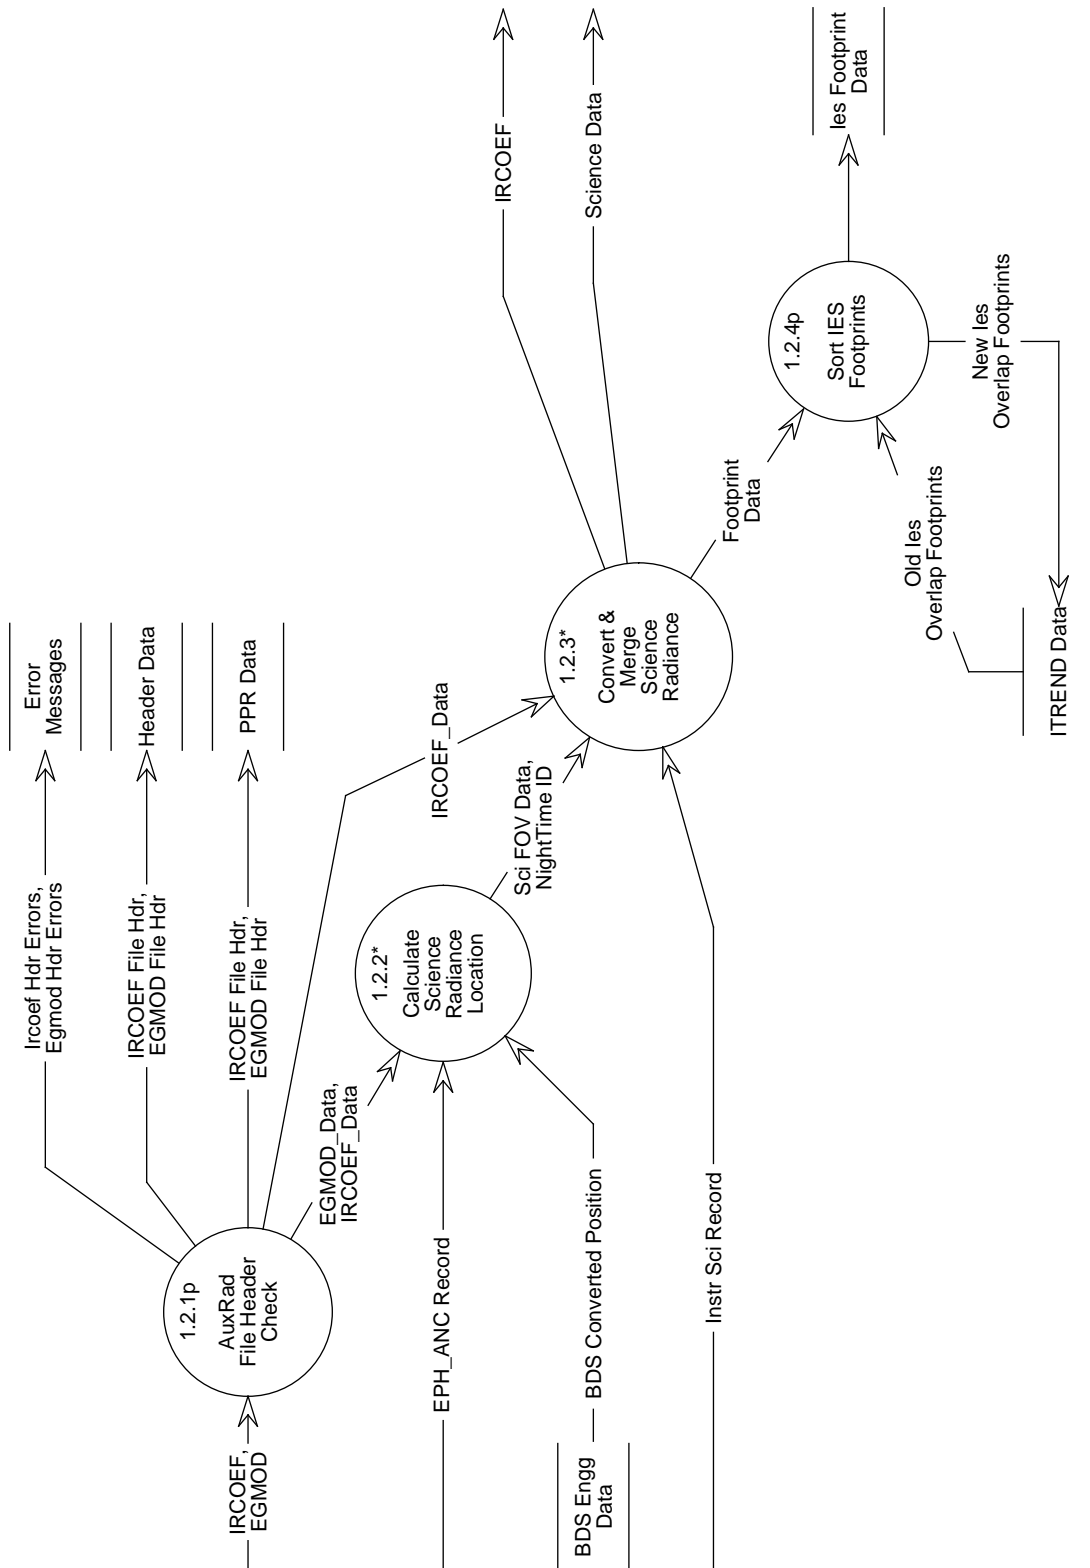 IRCOEF,
EGMOD
1.2.1p
AuxRad
File Header
Check
Ircoef Hdr Errors,
Egmod Hdr Errors
Error
Messages
IRCOEF File Hdr,
EGMOD File Hdr
Header Data
IRCOEF File Hdr,
EGMOD File Hdr
PPR Data
IRCOEF_Data
EGMOD_Data,
IRCOEF_Data
EPH_ANC Record
1.2.2*
Calculate
Science
Radiance
Location
BDS Engg
Data
BDS Converted Position
Sci FOV Data,
NightTime ID
Instr Sci Record
1.2.3*
Convert &
Merge
Science
Radiance
IRCOEF
Science Data
Footprint
Data
1.2.4p
Sort IES
Footprints
Ies Footprint
Data
Old Ies
Overlap Footprints
New Ies
Overlap Footprints
ITREND Data